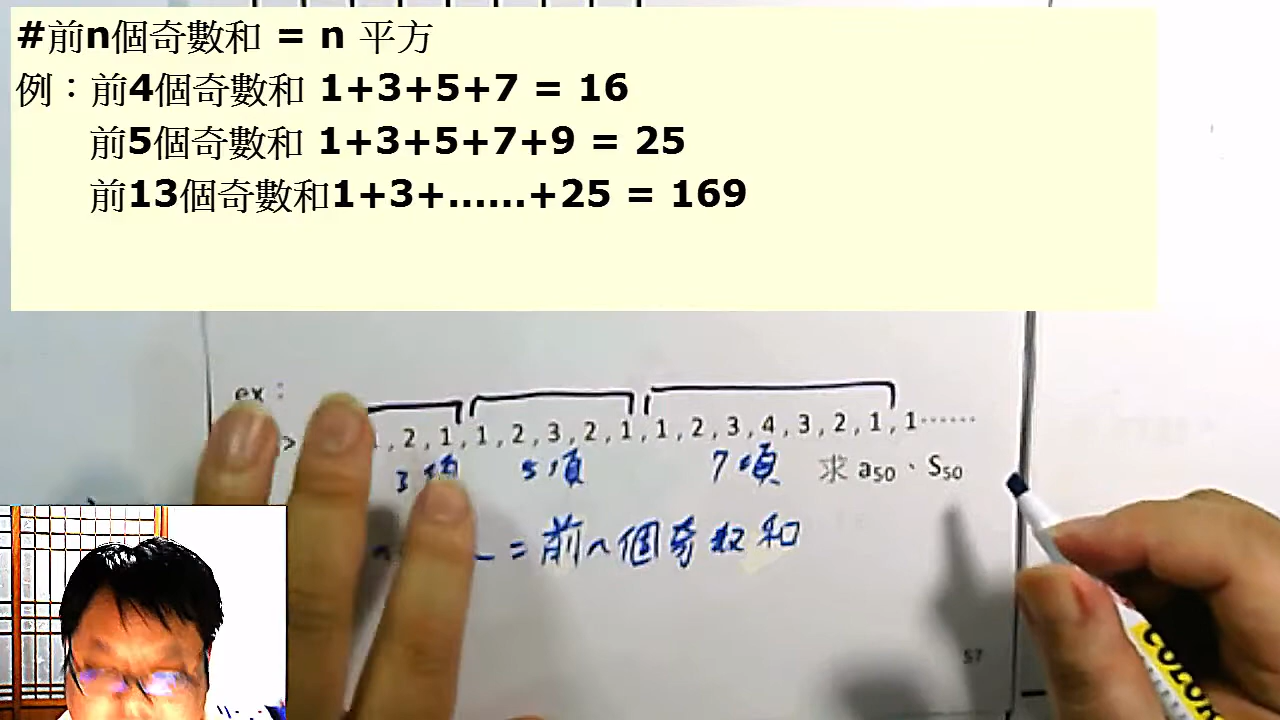 #前n個奇數和 = n 平方
例：前4個奇數和 1+3+5+7 = 16
前5個奇數和 1+3+5+7+9 = 25
前13個奇數和1+3+......+25 = 169
ex：
> 1 , 2 , 1 , 1 , 2 , 3 , 2 , 1 , 1 , 2 , 3 , 4 , 3 , 2 , 1 , 1······
3項 5項 7項 求 a₅₀、S₅₀
= 前n個奇数和
57
COLOR